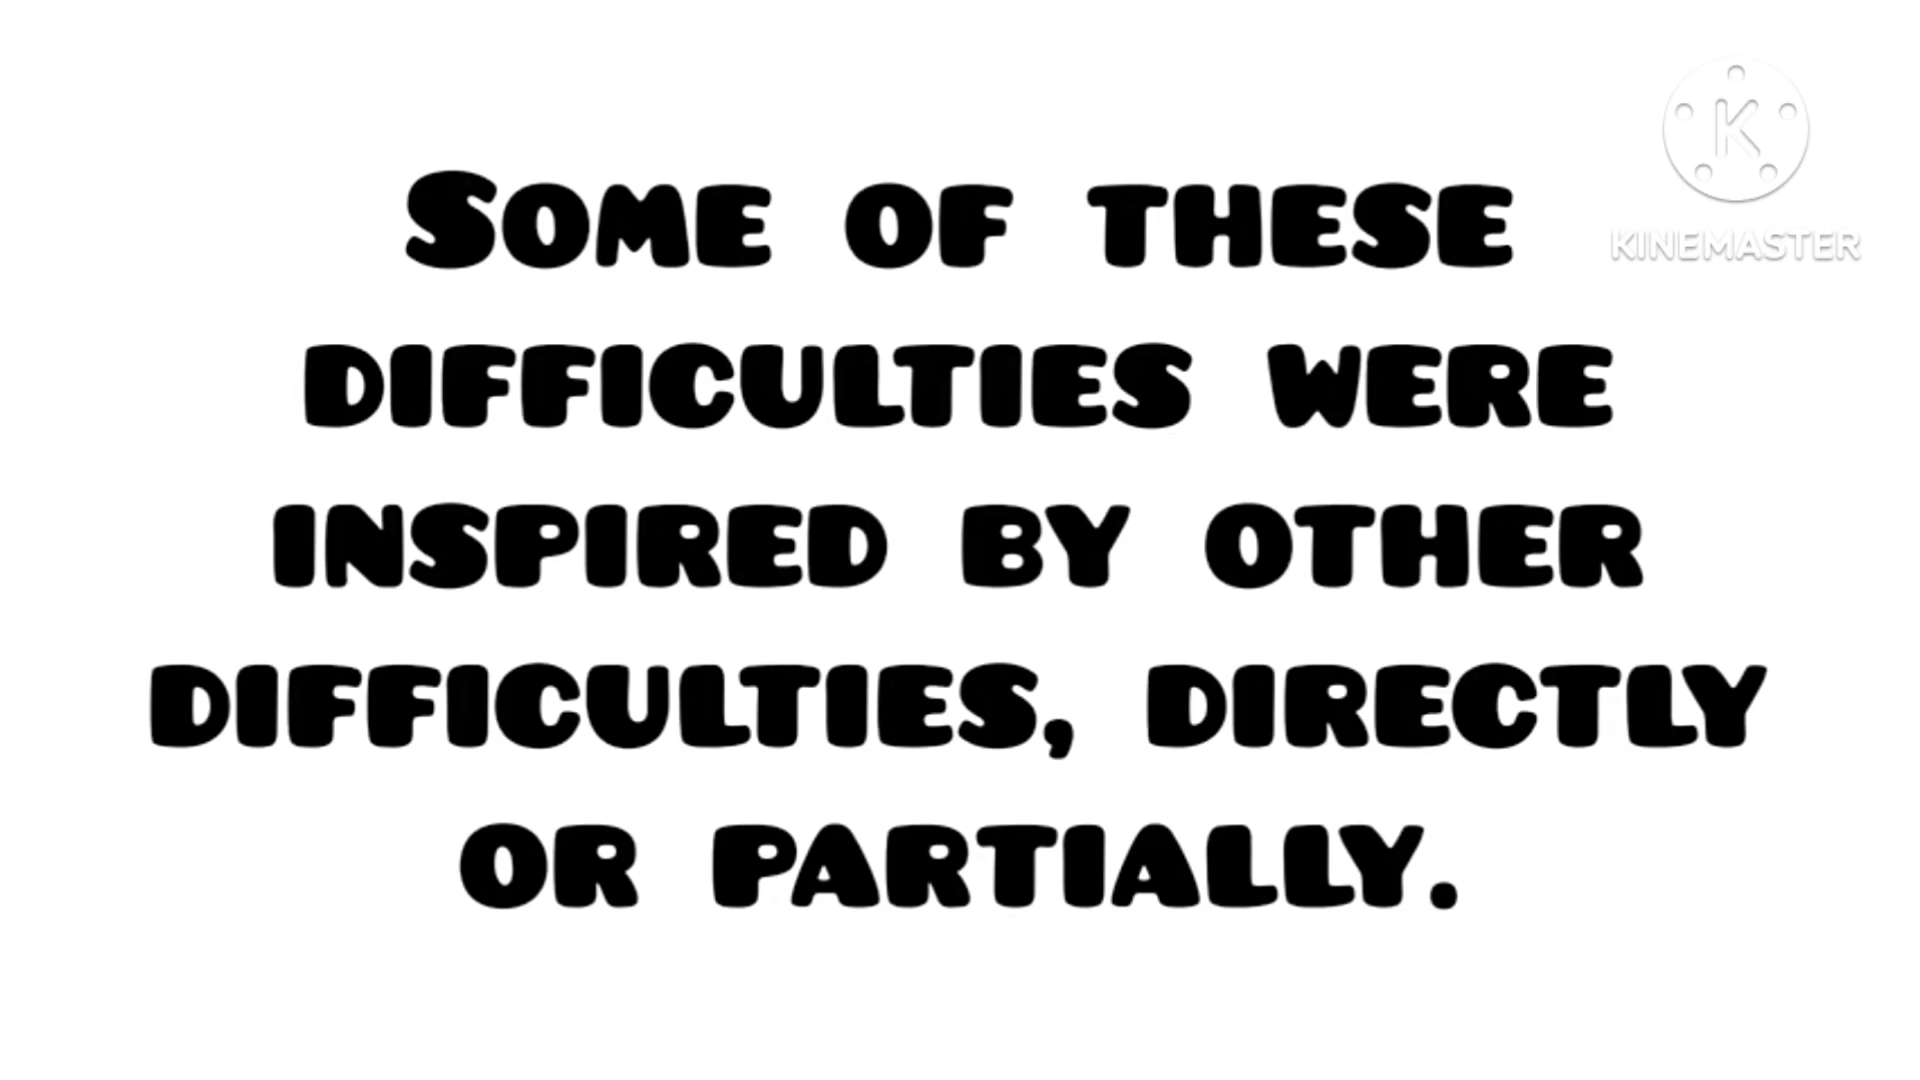 Some of these
difficulties were
inspired by other
difficulties, directly
or partially.
K
KINEMASTER